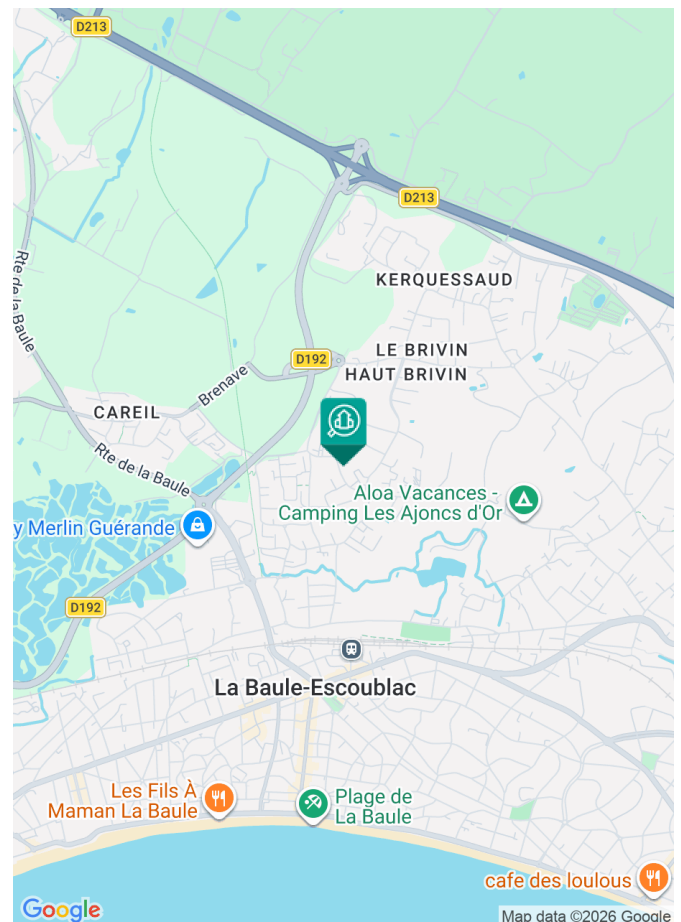 D213
D213
KERQUESSAUD
Rte de la Baule
LE BRIVIN
D192
HAUT BRIVIN
Brenave
CAREIL
Rte de la Baule
Aloa Vacances -
Camping Les Ajoncs d'Or
y Merlin Guérande
D192
La Baule-Escoublac
Les Fils À
Maman La Baule
Plage de
La Baule
cafe des loulous
Google
Map data ©2026 Google